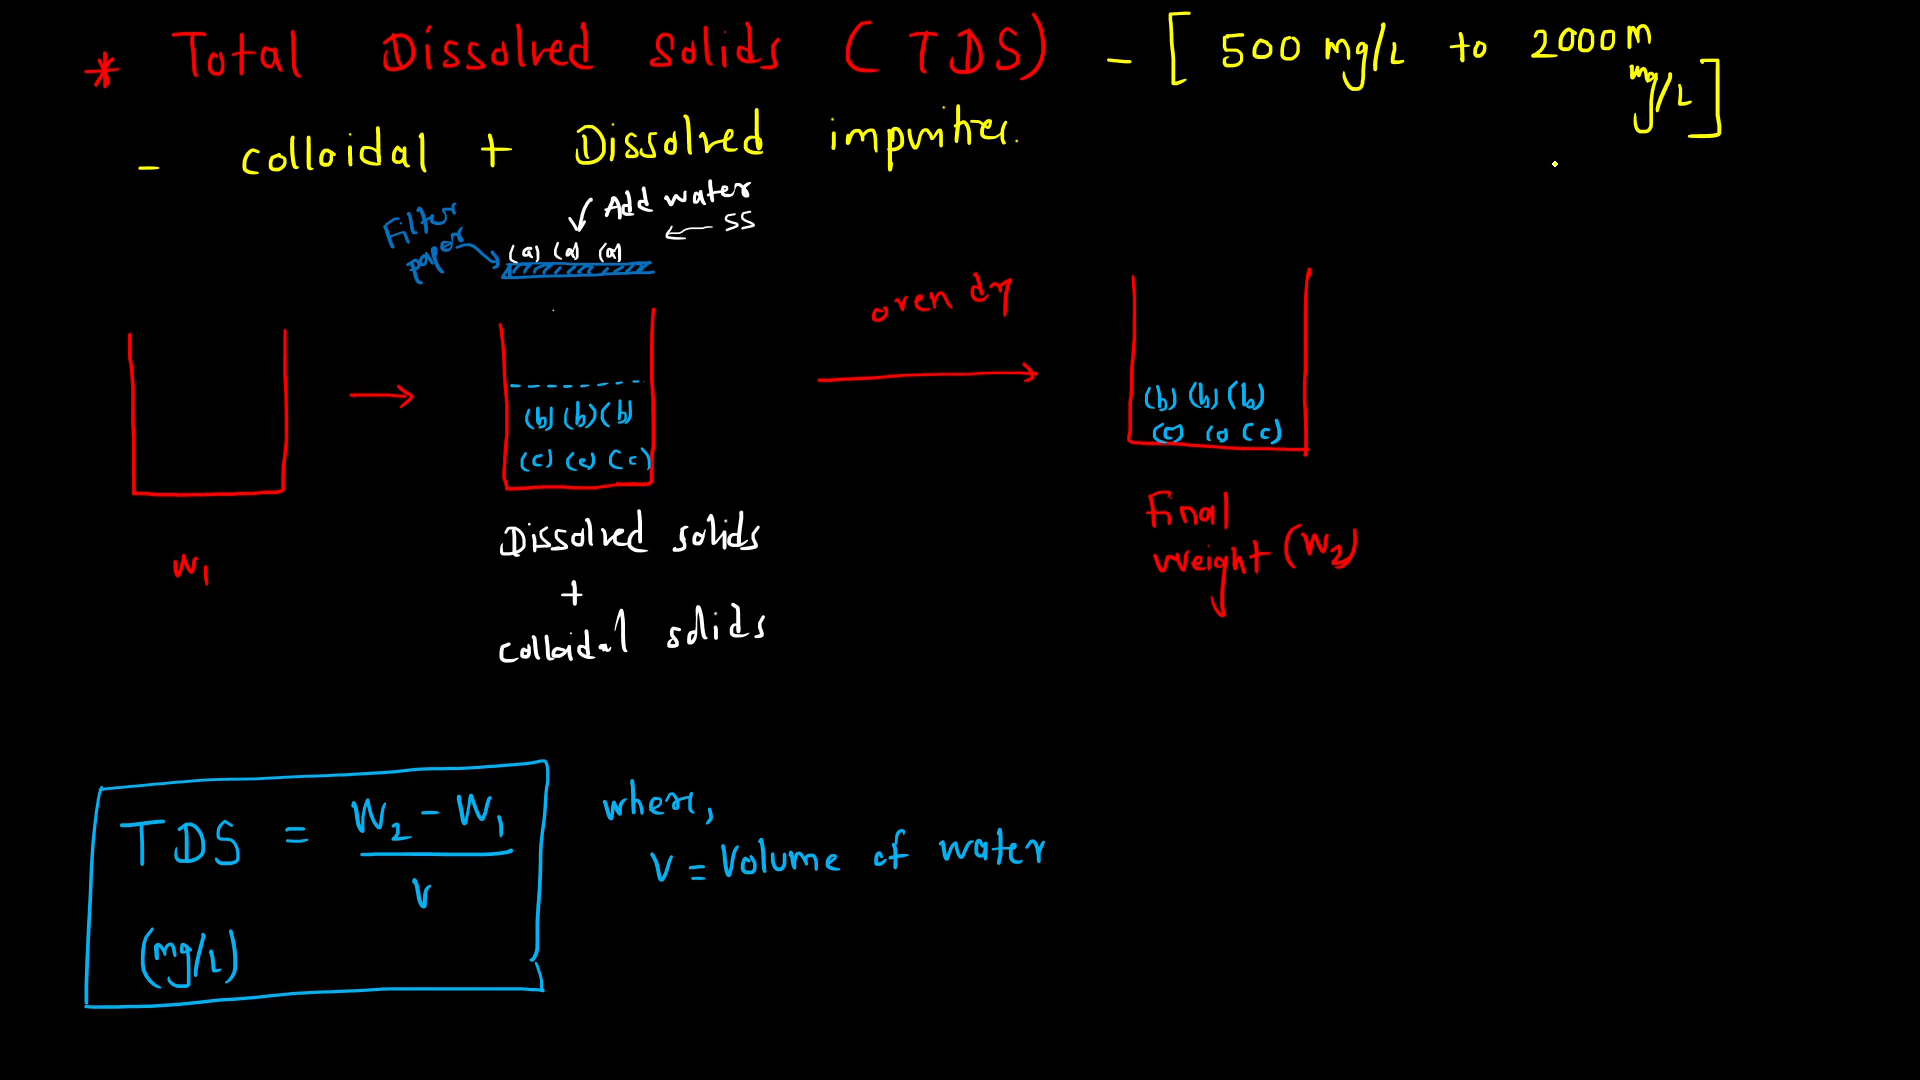 * Total Dissolved Solids (TDS) - [500 mg/L to 2000 m
mg/L]
- colloidal + Dissolved impurities.
Filter
paper
Add water
SS
(a) (a) (a)
oven dry
(b) (b) (b)
(c) (c) (c)
(b) (b) (b)
(c) (c) (c)
W1
Dissolved solids
+
colloidal solids
Final
Weight (W2)
TDS = W2 - W1
V
(mg/L)
where,
V = Volume of water